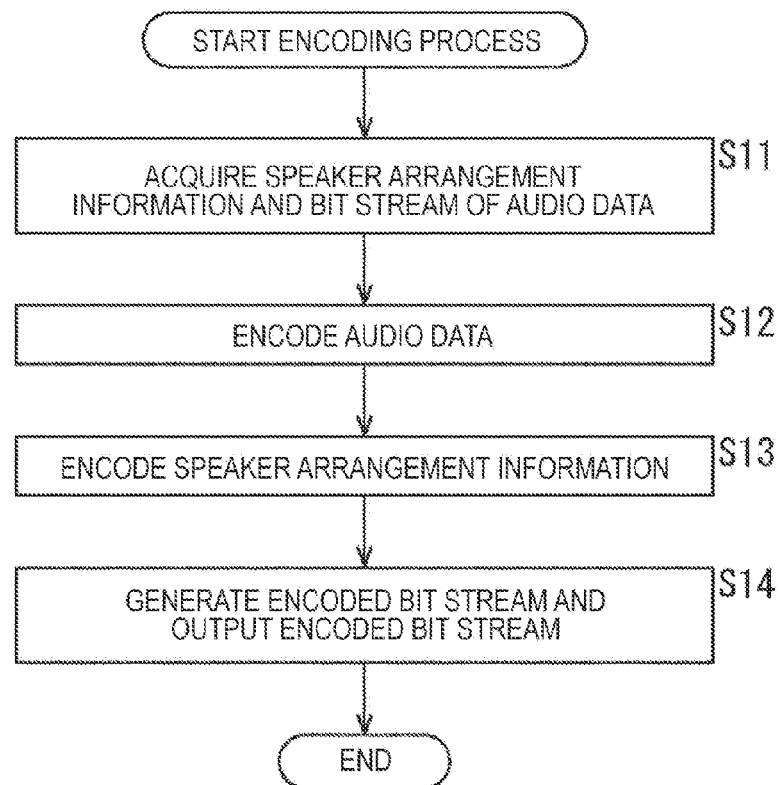 START ENCODING PROCESS
S11
ACQUIRE SPEAKER ARRANGEMENT
INFORMATION AND BIT STREAM OF AUDIO DATA
S12
ENCODE AUDIO DATA
S13
ENCODE SPEAKER ARRANGEMENT INFORMATION
S14
GENERATE ENCODED BIT STREAM AND
OUTPUT ENCODED BIT STREAM
END